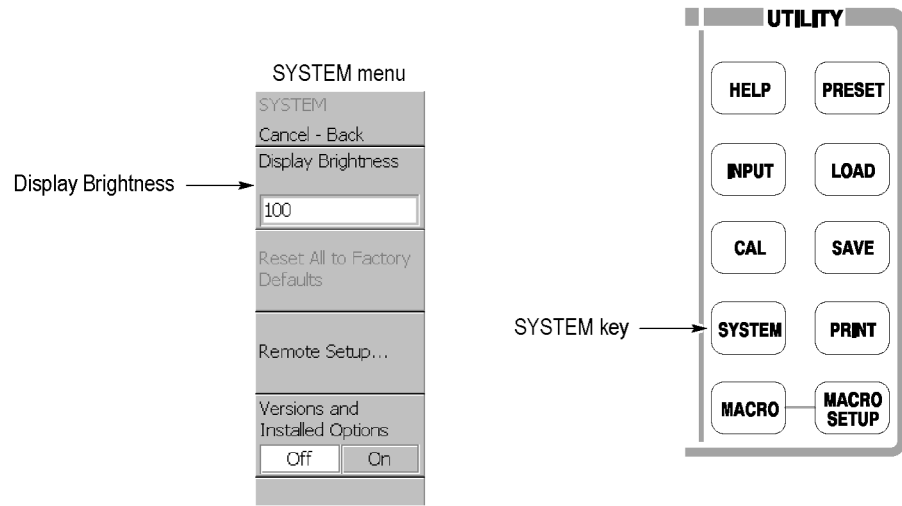 SYSTEM menu
SYSTEM
Cancel - Back
Display Brightness
Display Brightness
100
Reset All to Factory
Defaults
Remote Setup...
Versions and
Installed Options
Off On
UTILITY
HELP PRESET
INPUT LOAD
CAL SAVE
SYSTEM key
SYSTEM PRINT
MACRO MACRO
SETUP